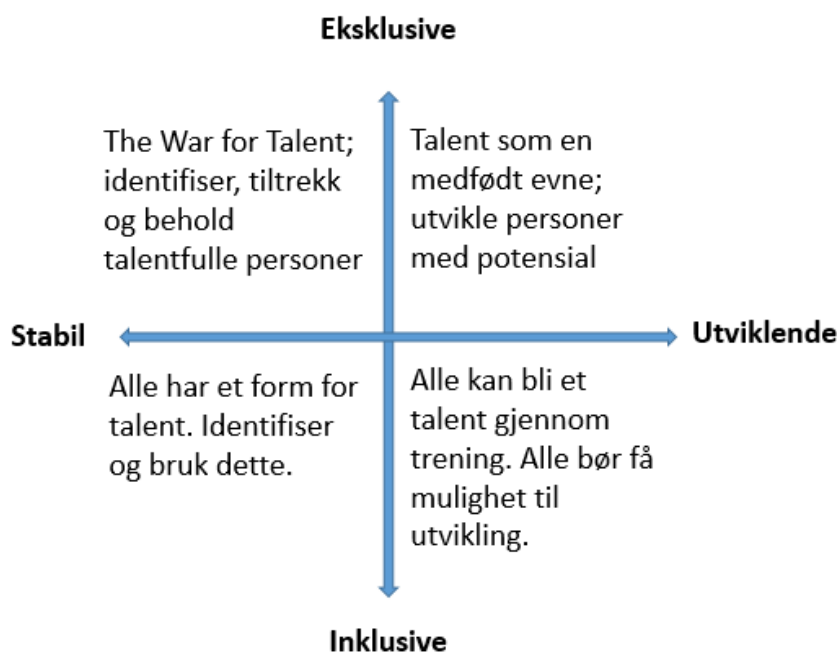 Eksklusive
The War for Talent;
identifiser, tiltrekk
og behold
talentfulle personer
Talent som en
medfødt evne;
utvikle personer
med potensial
Stabil
Utviklende
Alle har et form for
talent. Identifiser
og bruk dette.
Alle kan bli et
talent gjennom
trening. Alle bør få
mulighet til
utvikling.
Inklusive